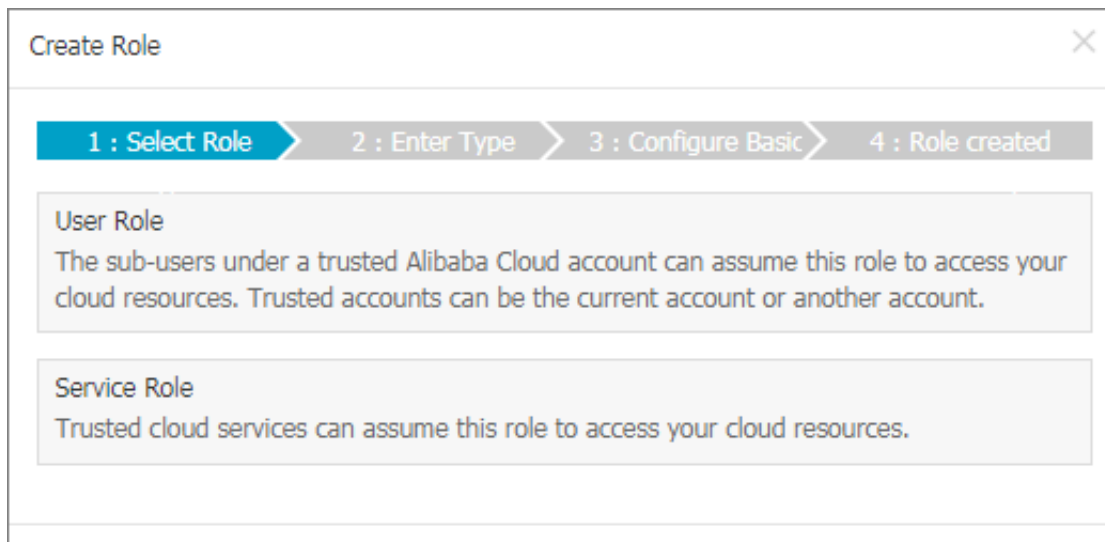 Create Role
1 : Select Role
2 : Enter Type
3 : Configure Basic
4 : Role created
User Role
The sub-users under a trusted Alibaba Cloud account can assume this role to access your
cloud resources. Trusted accounts can be the current account or another account.
Service Role
Trusted cloud services can assume this role to access your cloud resources.